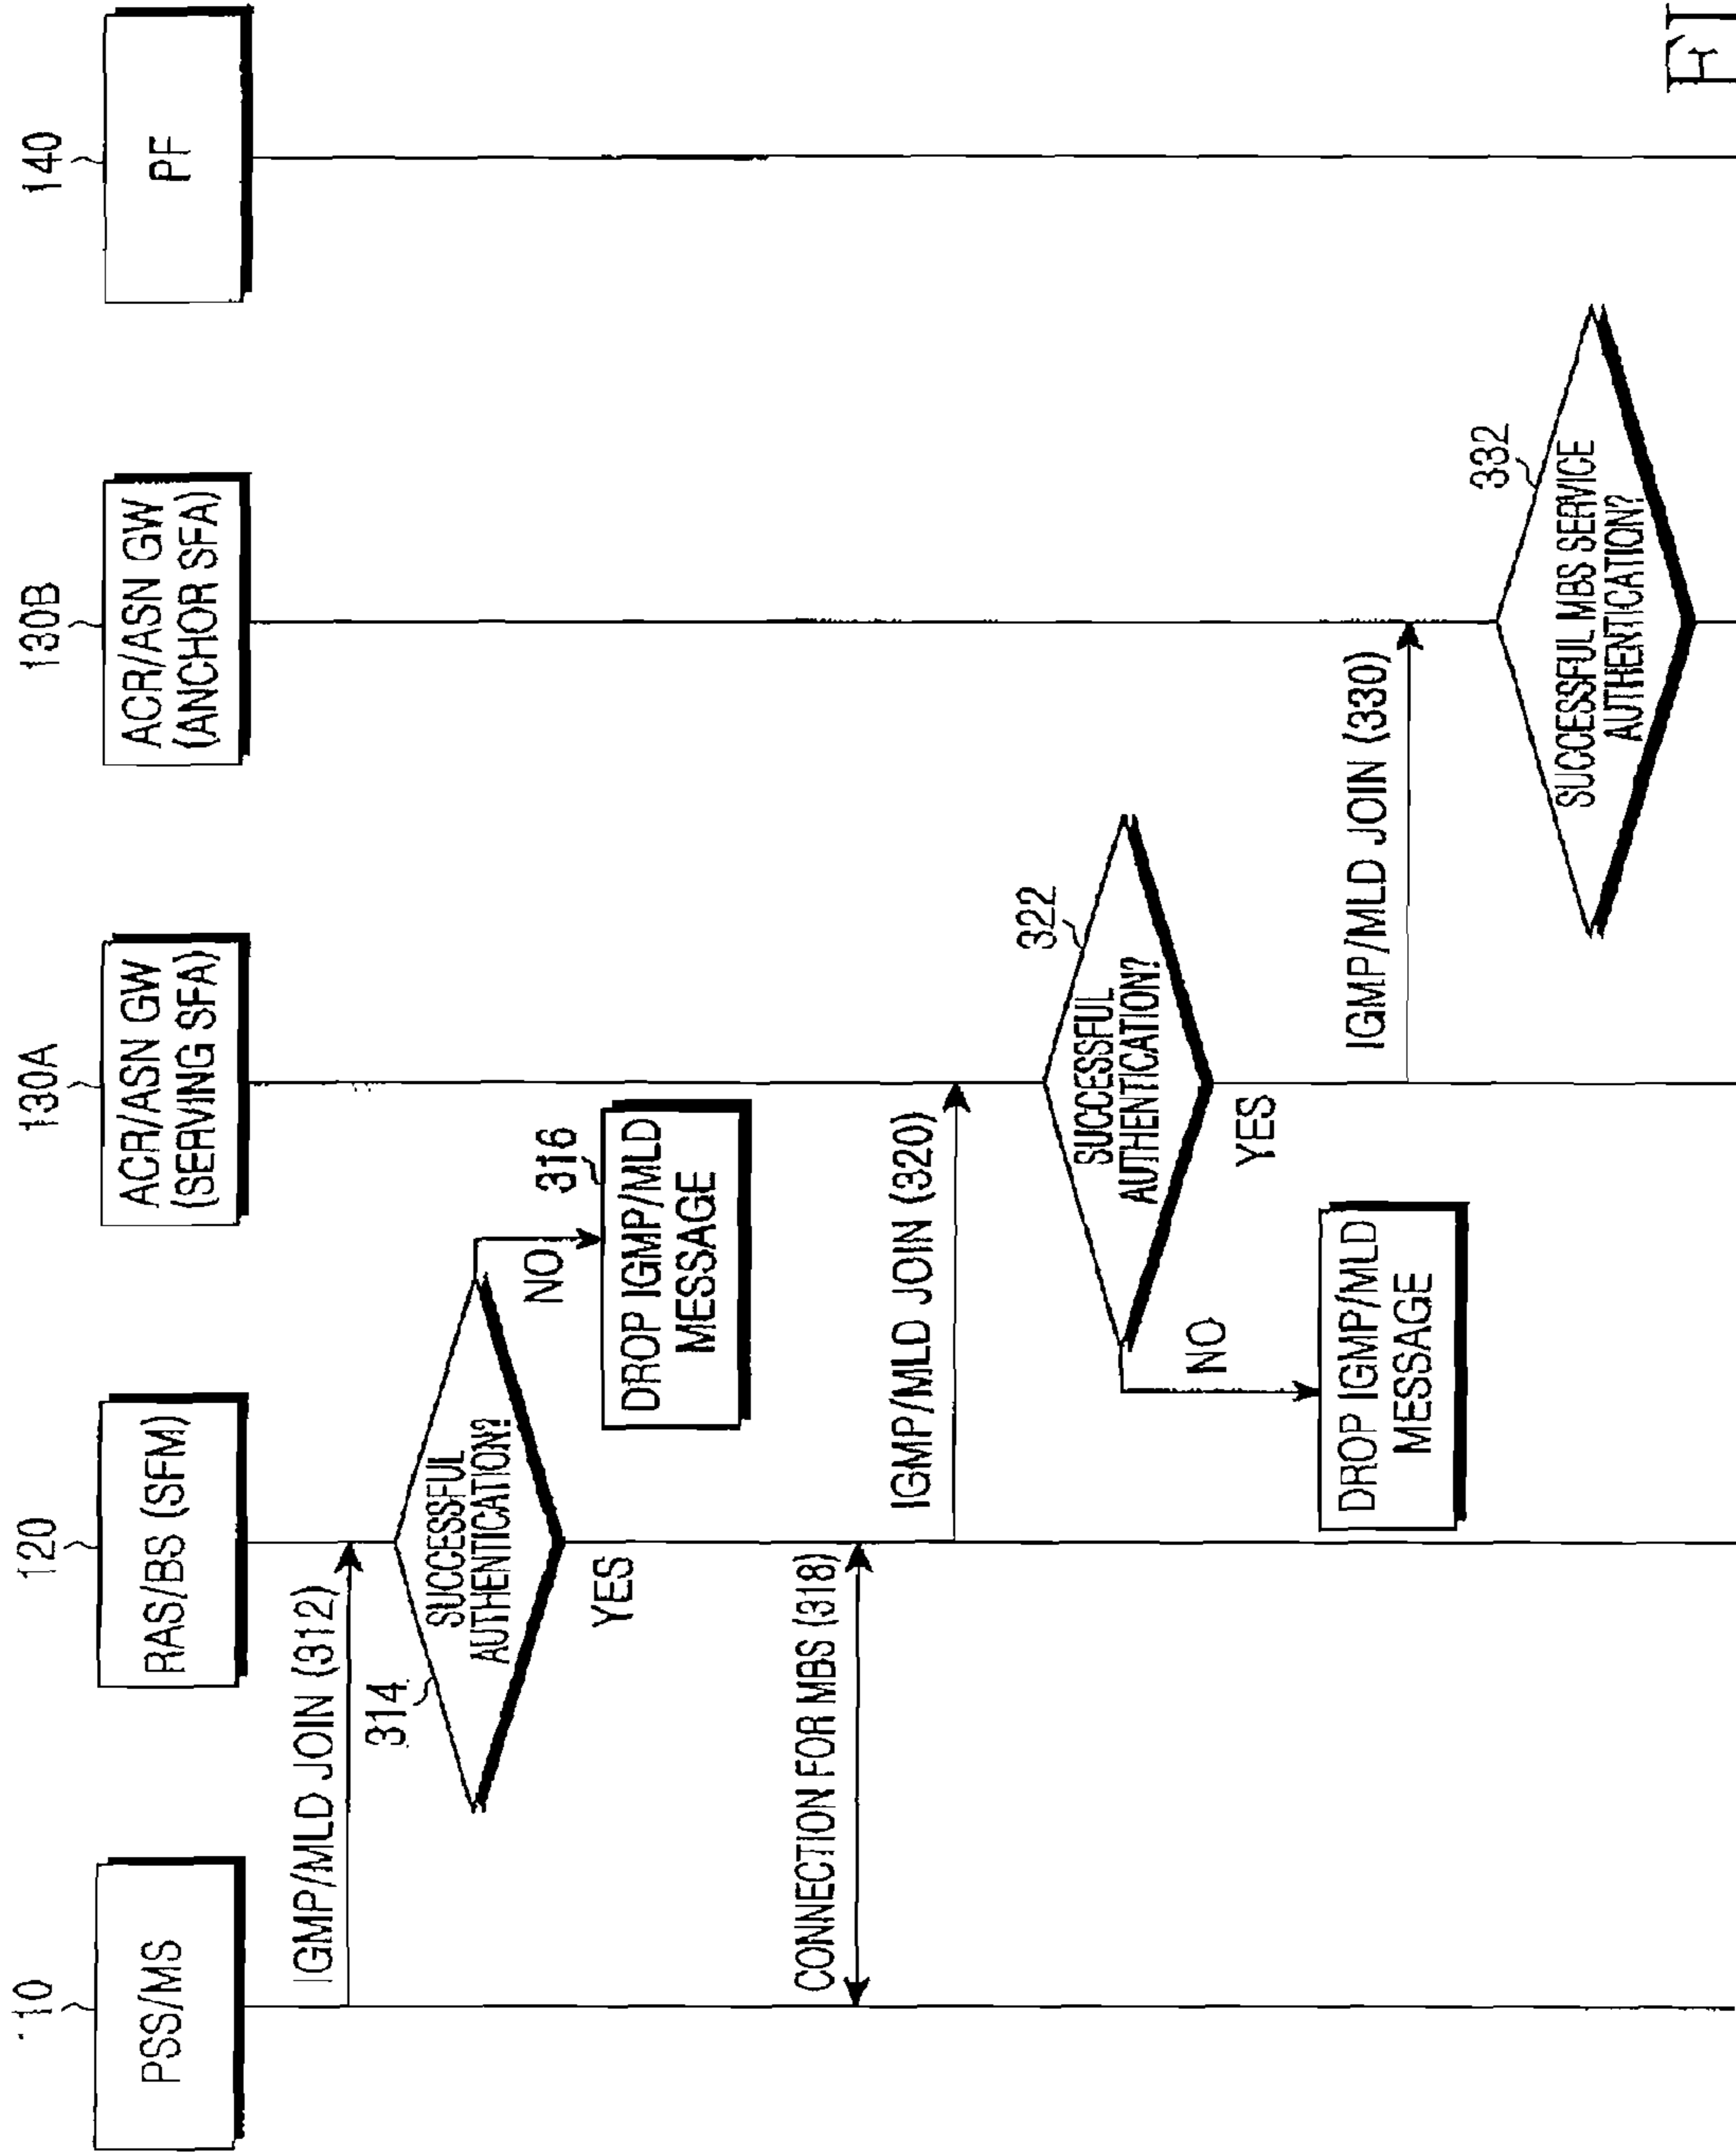 110
PSS/MS
120
RAS/BS (SFM)
130A
ACR/ASN GW
(SERVING SFA)
130B
ACR/ASN GW
(ANCHOR SFA)
140
PF
IGMP/MLD JOIN (312)
314
SUCCESSFUL
AUTHENTICATION?
NO
316
DROP IGMP/MLD
MESSAGE
YES
CONNECTION FOR MBS (318)
IGMP/MLD JOIN (320)
322
SUCCESSFUL
AUTHENTICATION?
NO
YES
DROP IGMP/MLD
MESSAGE
IGMP/MLD JOIN (330)
332
SUCCESSFUL MBS SERVICE
AUTHENTICATION?